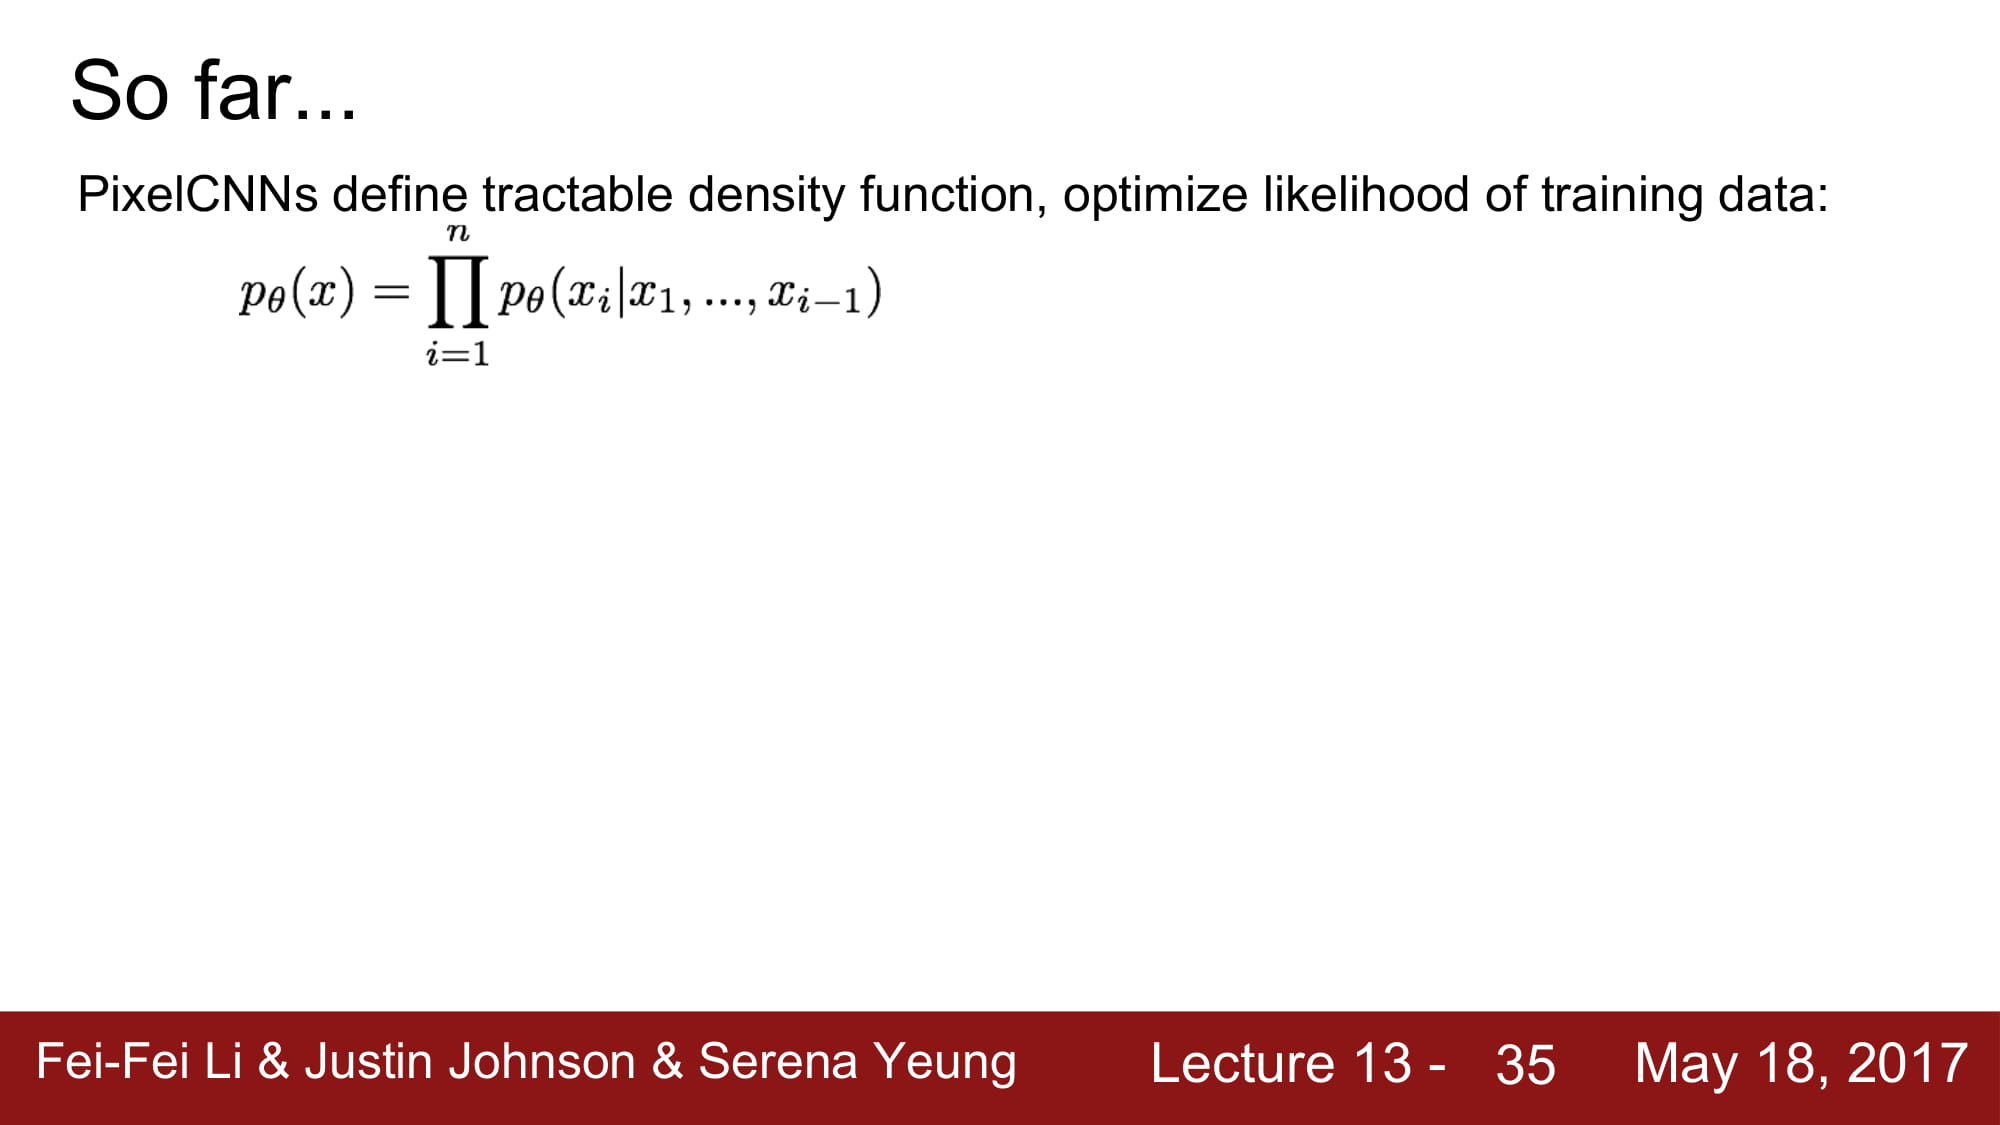 So far...
PixelCNNs define tractable density function, optimize likelihood of training data:
$p_\theta(x) = \prod_{i=1}^{n} p_\theta(x_i|x_1, ..., x_{i-1})$
Fei-Fei Li & Justin Johnson & Serena Yeung Lecture 13 - 35 May 18, 2017